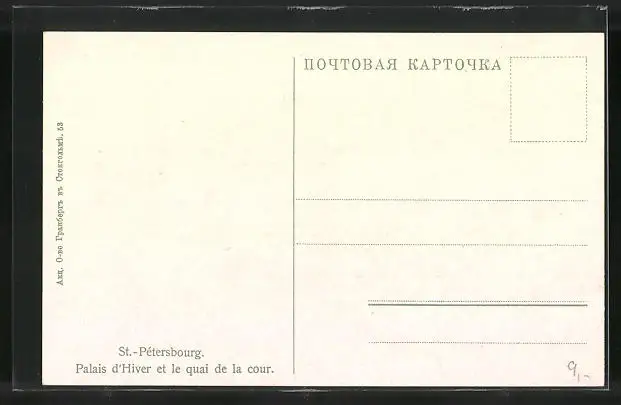 ПОЧТОВАЯ КАРТОЧКА
Акц. О-во Гранбергъ въ Стокгольмѣ. 53
St.-Pétersbourg.
Palais d'Hiver et le quai de la cour.
9,-